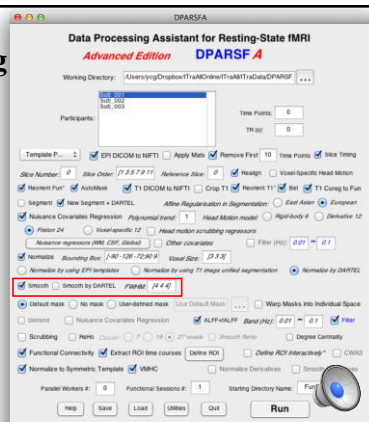 g
DPARSFA
Data Processing Assistant for Resting-State fMRI
Advanced Edition DPARSF A
Working Directory: /Users/ycg/Dropbox/ITraAllOnline/ITraAll/ITraData/DPARSF ...
Participants: Sub_001
Sub_002
Sub_003
Time Points: 0
TR (s): 0
Template P... EPI DICOM to NIFTI Apply Mats Remove First 10 Time Points Slice Timing
Slice Number: 0 Slice Order: [1 3 5 7 9 11 Reference Slice: 0 Realign Voxel-Specific Head Motion
Reorient Fun* AutoMask T1 DICOM to NIFTI Crop T1 Reorient T1* Bet T1 Coreg to Fun
Segment New Segment + DARTEL Affine Regularisation in Segmentation: East Asian European
Nuisance Covariates Regression Polynomial trend: 1 Head Motion model: Rigid-body 6 Derivative 12
Friston 24 Voxel-specific 12 Head motion scrubbing regressors
Nuisance regressors (WM, CSF, Global) Other covariates Filter (Hz): 0.01 ~ 0.1
Normalize Bounding Box: [-90 -126 -72;90 9 Voxel Size: [3 3 3]
Normalize by using EPI templates Normalize by using T1 image unified segmentation Normalize by DARTEL
Smooth Smooth by DARTEL FWHM: [4 4 4]
Default mask No mask User-defined mask Use Default Mask ... Warp Masks into Individual Space
Detrend Nuisance Covariates Regression ALFF+fALFF Band (Hz): 0.01 ~ 0.1 Filter
Scrubbing ReHo Cluster: 7 19 27 voxels Smooth ReHo Degree Centrality
Functional Connectivity Extract ROI time courses Define ROI Define ROI Interactively* CWAS
Normalize to Symmetric Template VMHC Normalize Derivatives Smooth
Parallel Workers #: 0 Functional Sessions #: 1 Starting Directory Name:
Help Save Load Utilities Quit Run